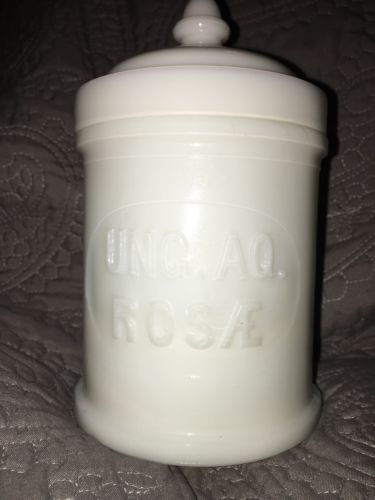 UNG. AQ.
ROSÆ